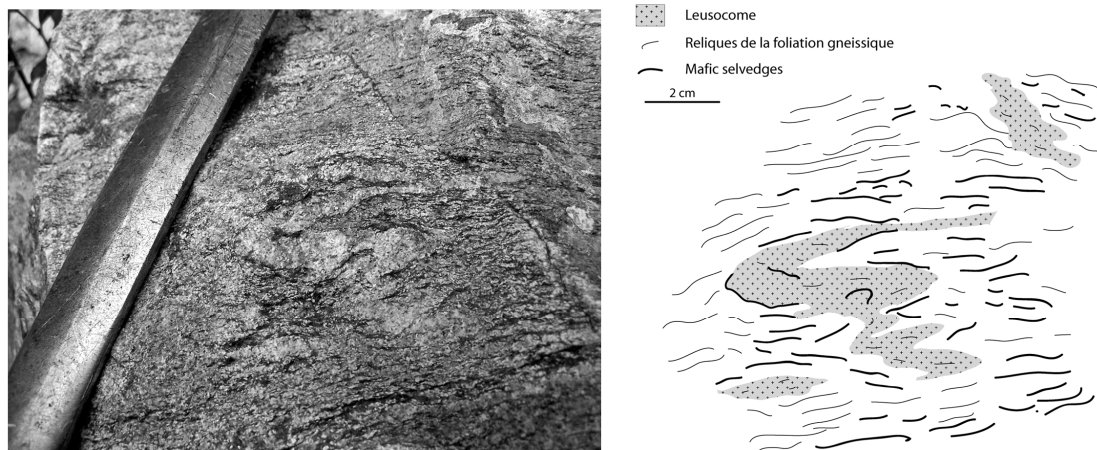 Leusocome
Reliques de la foliation gneissique
Mafic selvedges
2 cm